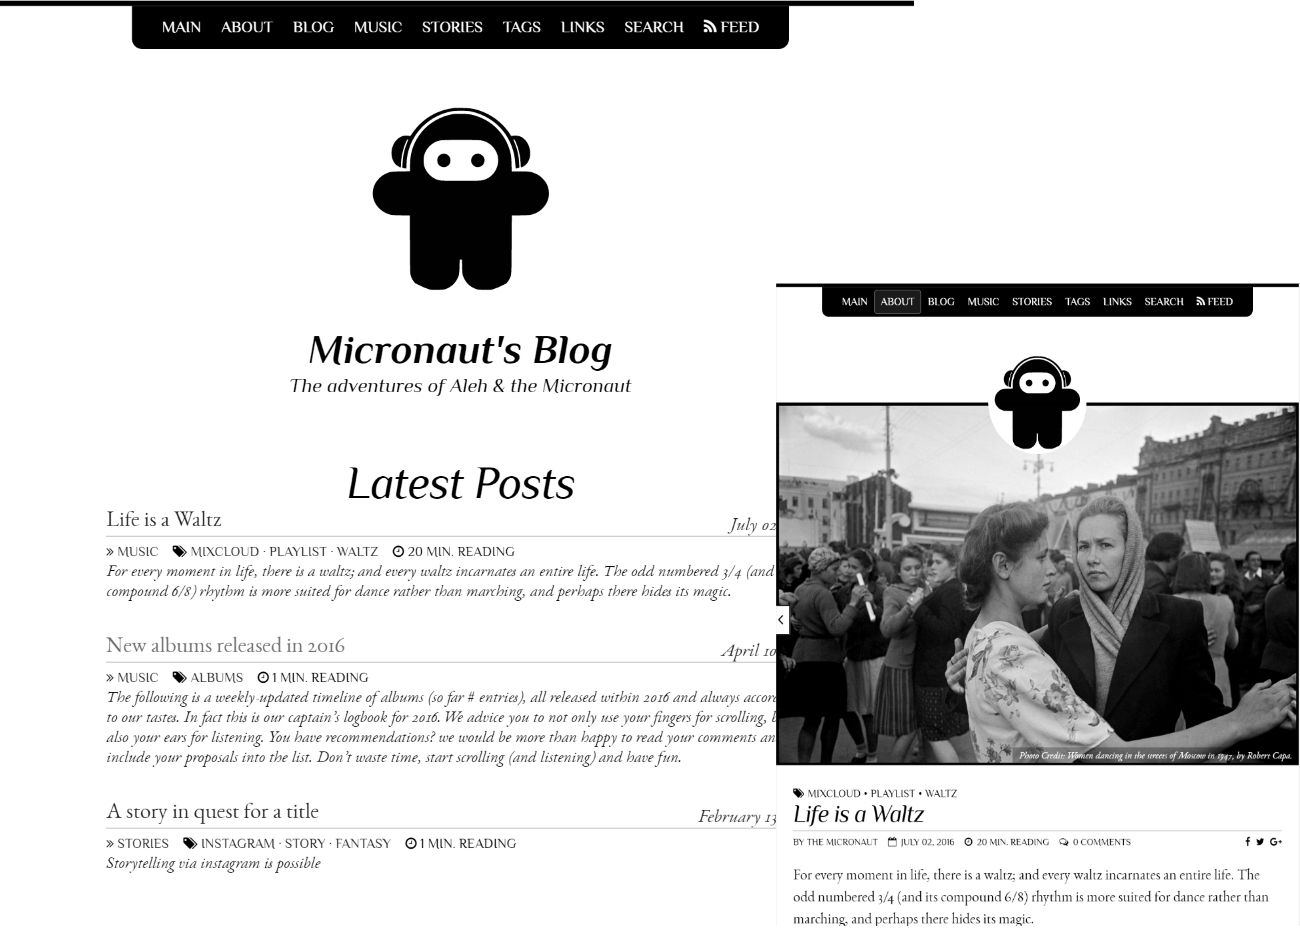 MAIN ABOUT BLOG MUSIC STORIES TAGS LINKS SEARCH FEED
Micronaut's Blog
The adventures of Aleh & the Micronaut
Latest Posts
Life is a Waltz July 02
» MUSIC MIXCLOUD · PLAYLIST · WALTZ 20 MIN. READING
For every moment in life, there is a waltz; and every waltz incarnates an entire life. The odd numbered 3/4 (and
compound 6/8) rhythm is more suited for dance rather than marching, and perhaps there hides its magic.
New albums released in 2016 April 10
» MUSIC ALBUMS 1 MIN. READING
The following is a weekly-updated timeline of albums (so far # entries), all released within 2016 and always
to our tastes. In fact this is our captain's logbook for 2016. We advice you to not only use your fingers for scrolling,
also your ears for listening. You have recommendations? we would be more than happy to read your comments
include your proposals into the list. Don't waste time, start scrolling (and listening) and have fun.
A story in quest for a title February 13
» STORIES INSTAGRAM · STORY · FANTASY 1 MIN. READING
Storytelling via instagram is possible
MAIN ABOUT BLOG MUSIC STORIES TAGS LINKS SEARCH FEED
Photo Credit: Women dancing in the streets of Moscow in 1947, by Robert Capa.
MIXCLOUD • PLAYLIST • WALTZ
Life is a Waltz
BY THE MICRONAUT JULY 02, 2016 20 MIN. READING 0 COMMENTS
For every moment in life, there is a waltz; and every waltz incarnates an entire life. The
odd numbered 3/4 (and its compound 6/8) rhythm is more suited for dance rather than
marching, and perhaps there hides its magic.